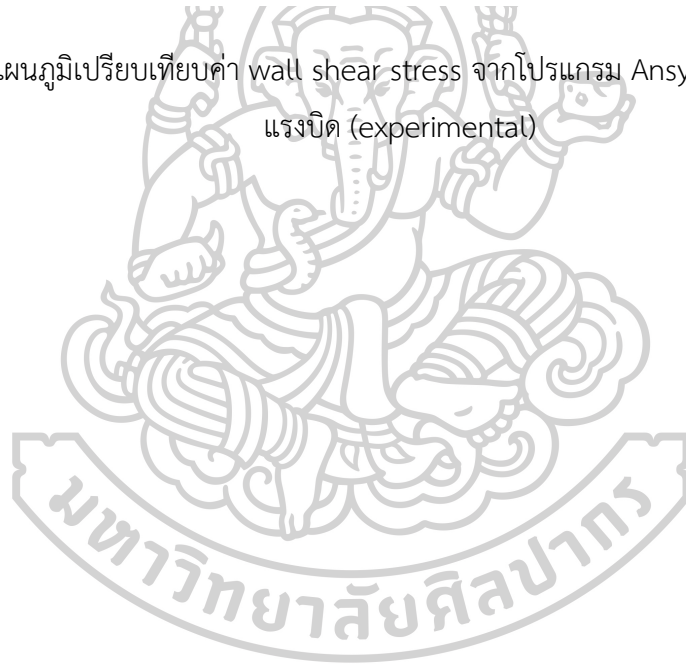 แผนภูมิเปรียบเทียบค่า wall shear stress จากโปรแกรม Ansy
แรงบิด (experimental)
มหาวิทยาลัยศิลปากร